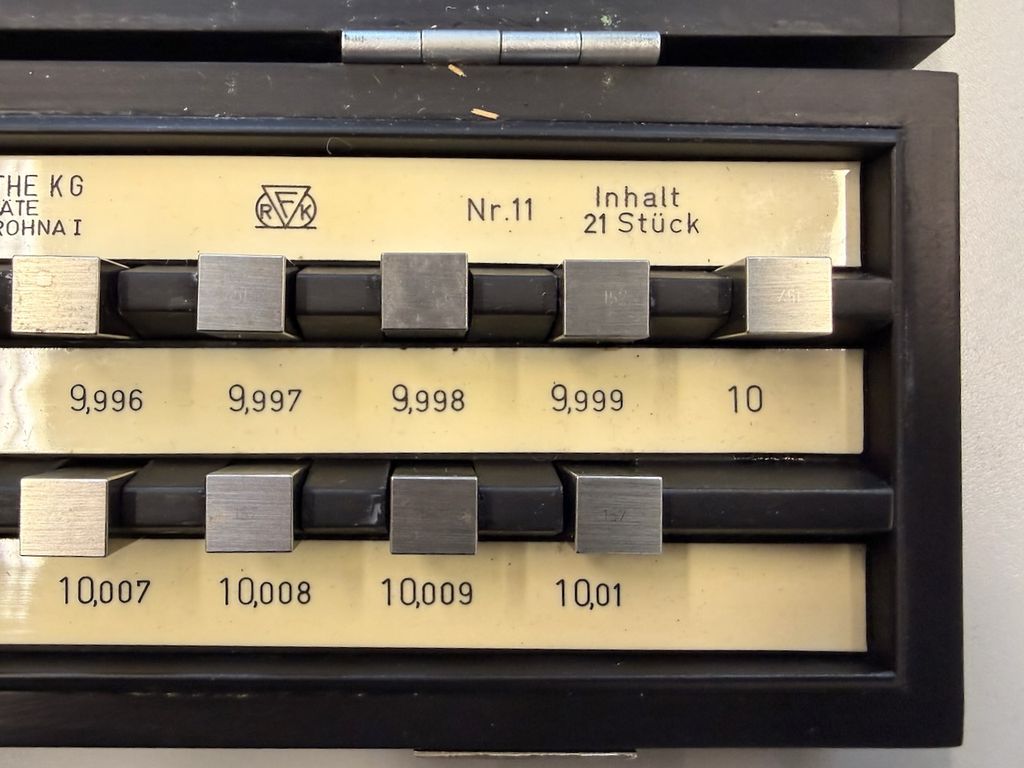 THE KG
ÄTE
ROHNA I
RFK
Nr. 11
Inhalt
21 Stück
9,996 9,997 9,998 9,999 10
10,007 10,008 10,009 10,01